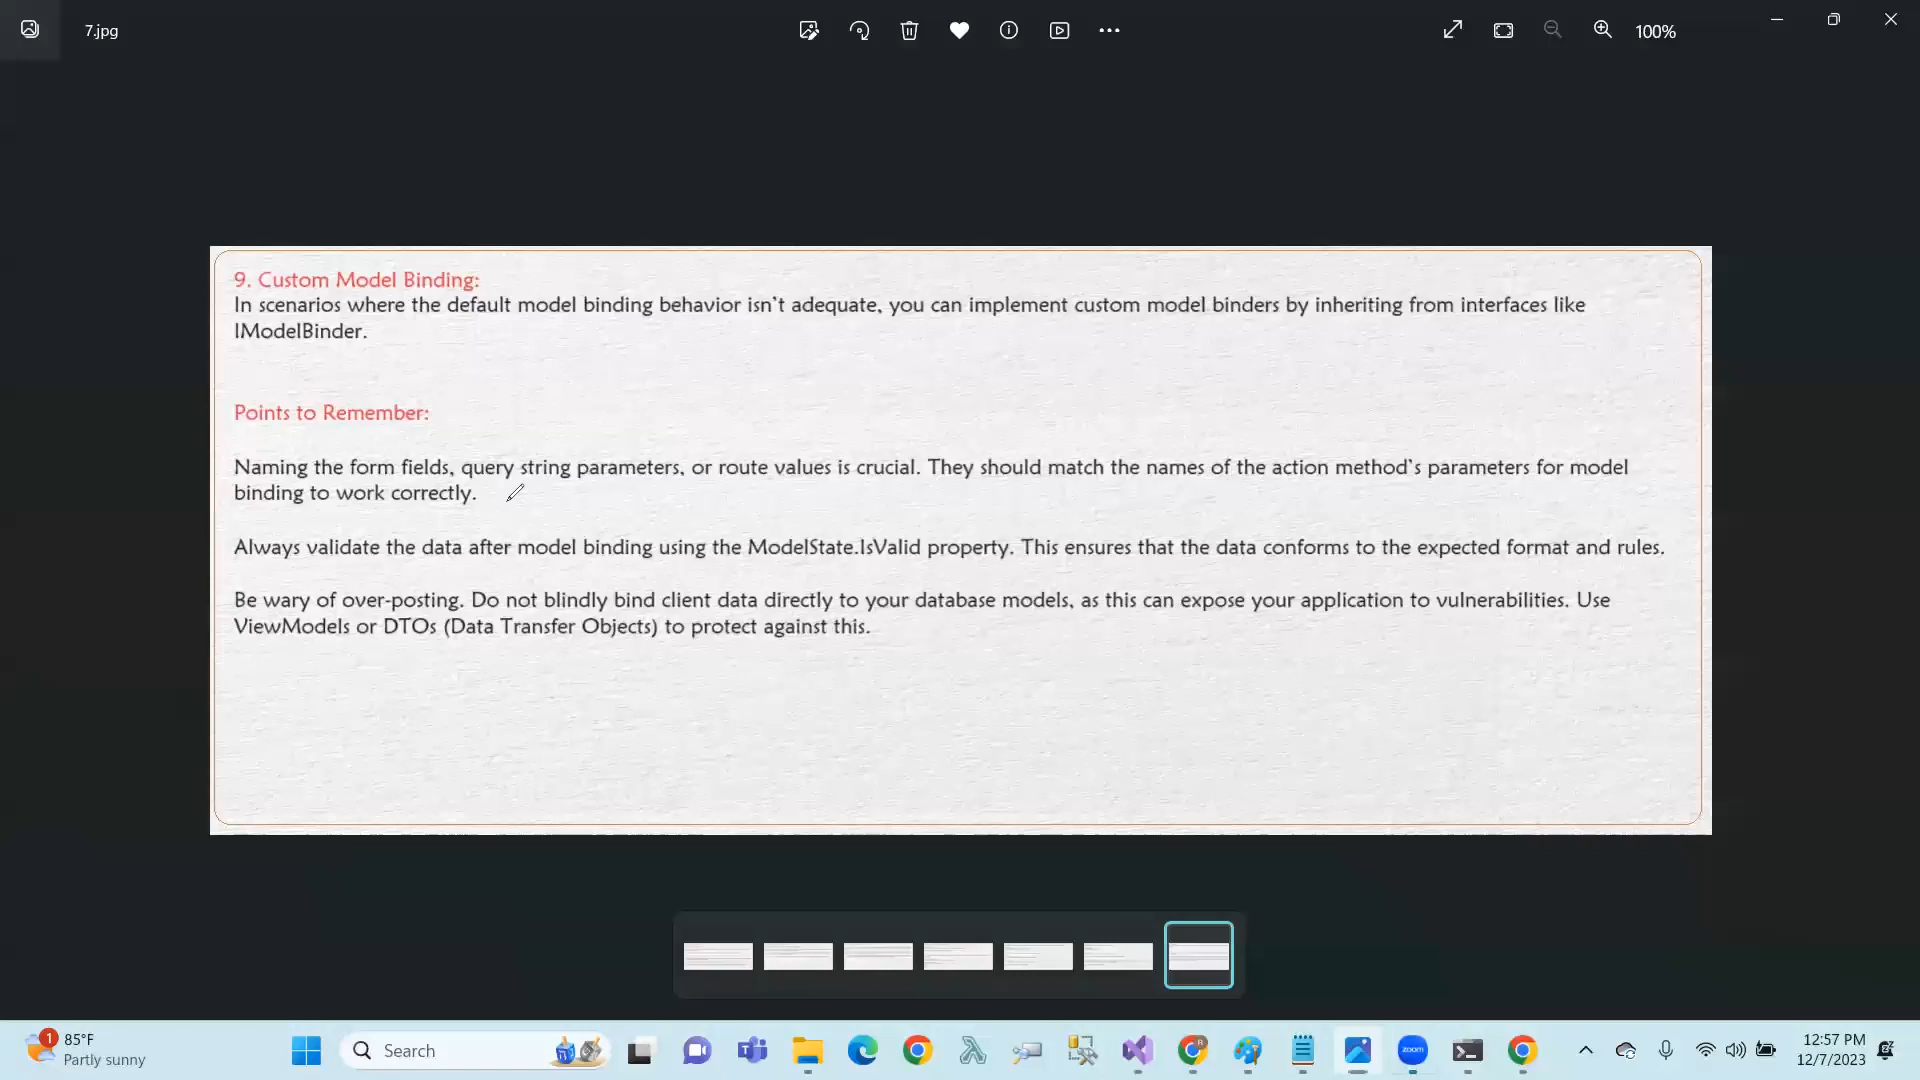 7.jpg
100%
9. Custom Model Binding:
In scenarios where the default model binding behavior isn't adequate, you can implement custom model binders by inheriting from interfaces like
IModelBinder.
Points to Remember:
Naming the form fields, query string parameters, or route values is crucial. They should match the names of the action method's parameters for model
binding to work correctly.
Always validate the data after model binding using the ModelState.IsValid property. This ensures that the data conforms to the expected format and rules.
Be wary of over-posting. Do not blindly bind client data directly to your database models, as this can expose your application to vulnerabilities. Use
ViewModels or DTOs (Data Transfer Objects) to protect against this.
1
85°F
Partly sunny
Search
R
zoom
12:57 PM
12/7/2023